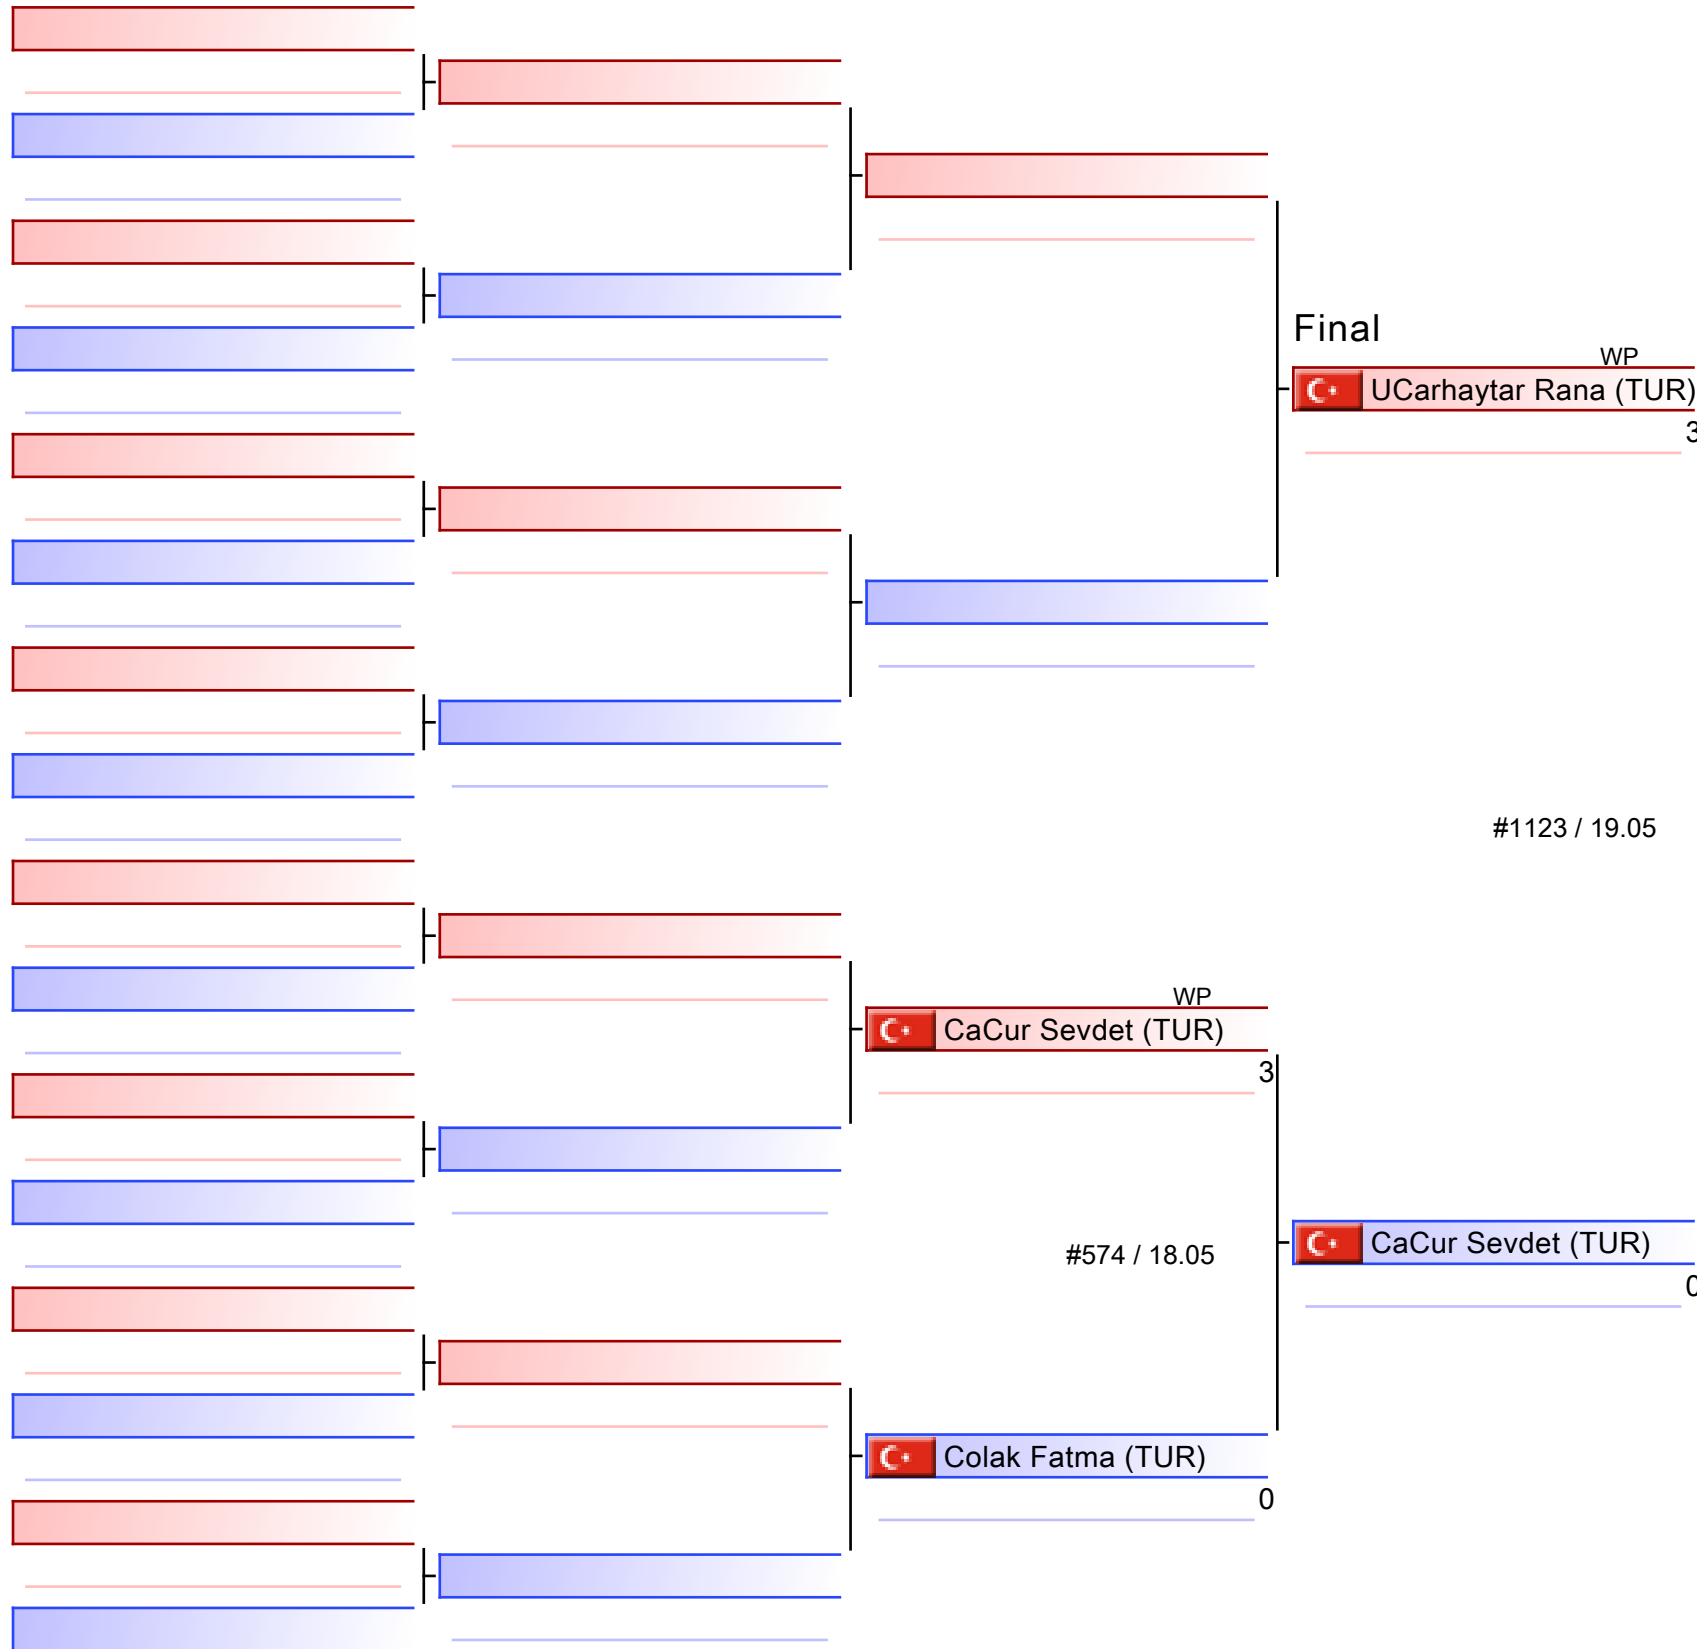 Final
WP
UCarhaytar Rana (TUR)
3
#1123 / 19.05
WP
CaCur Sevdet (TUR)
3
#574 / 18.05
CaCur Sevdet (TUR)
0
Colak Fatma (TUR)
0